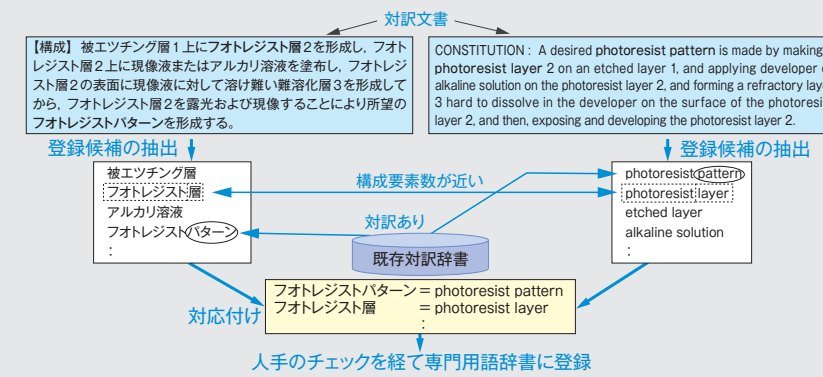 対訳文書
【構成】 被エツチング層1上にフオトレジスト層2を形成し，フオト
レジスト層2上に現像液またはアルカリ溶液を塗布し，フオトレジ
スト層2の表面に現像液に対して溶け難い難溶化層3を形成して
から，フオトレジスト層2を露光および現像することにより所望の
フオトレジストパターンを形成する。
CONSTITUTION : A desired photoresist pattern is made by making
photoresist layer 2 on an etched layer 1, and applying developer
alkaline solution on the photoresist layer 2, and forming a refractory
3 hard to dissolve in the developer on the surface of the
layer 2, and then, exposing and developing the photoresist layer 2.
登録候補の抽出
登録候補の抽出
被エツチング層
フオトレジスト層
アルカリ溶液
フオトレジストパターン
:
構成要素数が近い
対訳あり
既存対訳辞書
photoresist pattern
photoresist layer
etched layer
alkaline solution
:
対応付け
フオトレジストパターン = photoresist pattern
フオトレジスト層 = photoresist layer
:
人手のチェックを経て専門用語辞書に登録